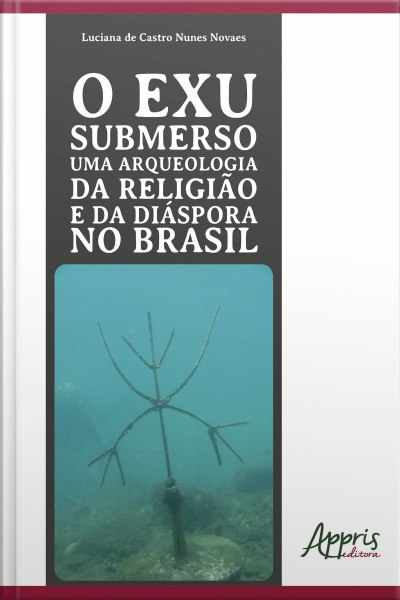 Luciana de Castro Nunes Novaes
O EXU
SUBMERSO
UMA ARQUEOLOGIA
DA RELIGIÃO
E DA DIÁSPORA
NO BRASIL
Appris
editora